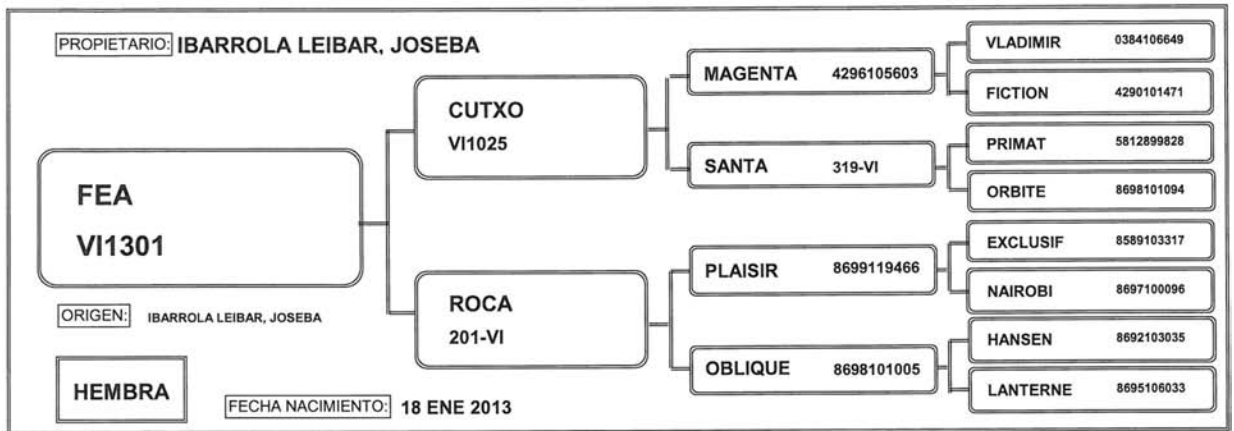 PROPIETARIO: IBARROLA LEIBAR, JOSEBA
FEA
VI1301
ORIGEN: IBARROLA LEIBAR, JOSEBA
HEMBRA
FECHA NACIMIENTO: 18 ENE 2013
CUTXO
VI1025
ROCA
201-VI
MAGENTA 4296105603
SANTA 319-VI
PLAISIR 8699119466
OBLIQUE 8698101005
VLADIMIR 0384106649
FICTION 4290101471
PRIMAT 5812899828
ORBITE 8698101094
EXCLUSIF 8589103317
NAIROBI 8697100096
HANSEN 8692103035
LANTERNE 8695106033